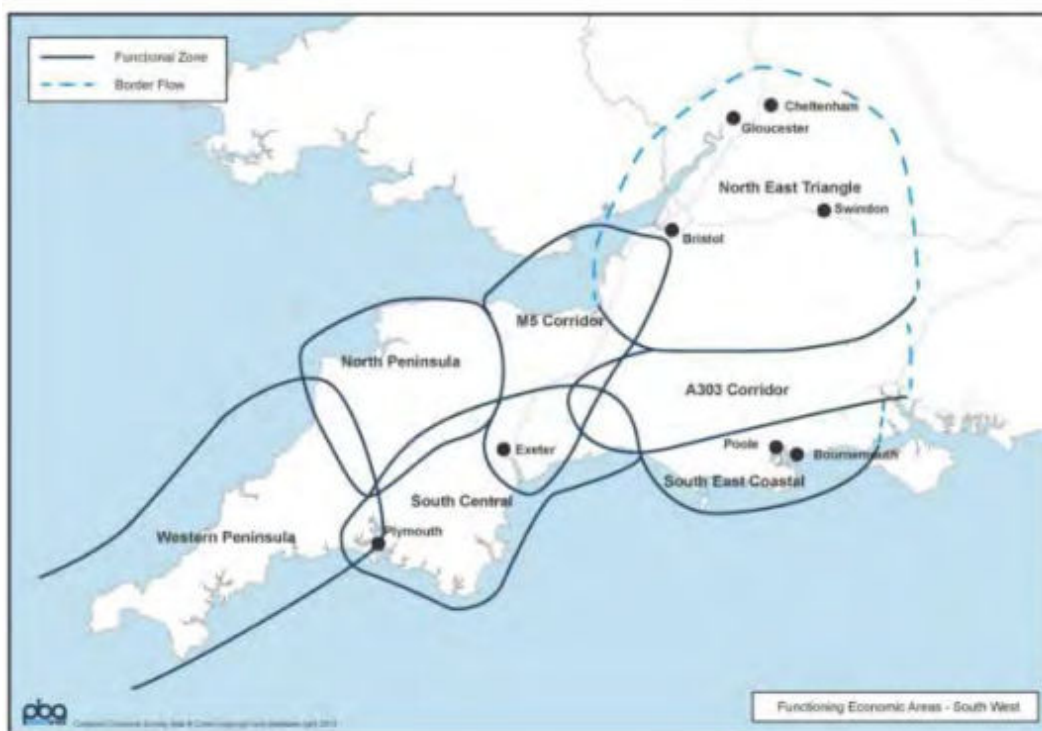 Functional Zone
Border Flow
Cheltenham
Gloucester
North East Triangle
Swindon
Bristol
M5 Corridor
North Peninsula
A303 Corridor
Poole
Exeter
Bournemouth
South East Coastal
South Central
Plymouth
Western Peninsula
pba
Functioning Economic Areas - South West